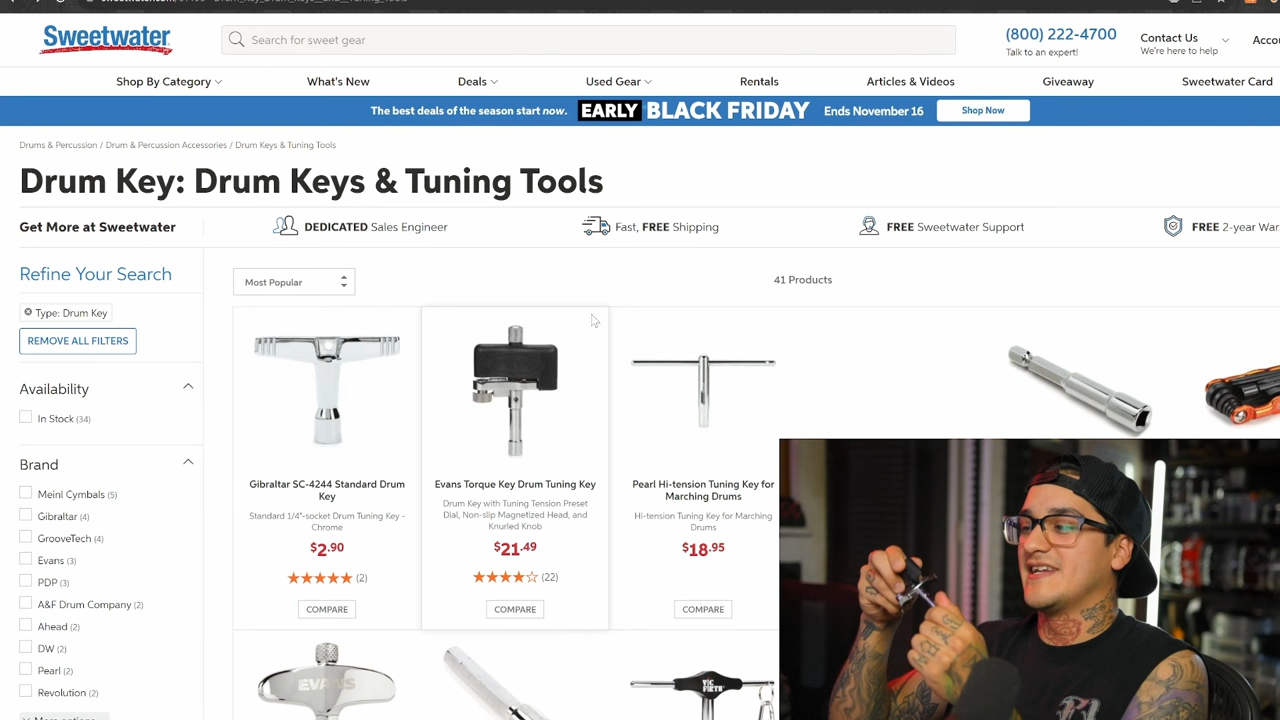 Sweetwater
Search for sweet gear
(800) 222-4700
Talk to an expert!
Contact Us
We're here to help
Accou
Shop By Category
What's New
Deals
Used Gear
Rentals
Articles & Videos
Giveaway
Sweetwater Card
The best deals of the season start now. EARLY BLACK FRIDAY Ends November 16 Shop Now
Drums & Percussion / Drum & Percussion Accessories / Drum Keys & Tuning Tools
Drum Key: Drum Keys & Tuning Tools
Get More at Sweetwater
DEDICATED Sales Engineer
Fast, FREE Shipping
FREE Sweetwater Support
FREE 2-year War
Refine Your Search
Type: Drum Key
REMOVE ALL FILTERS
Availability
In Stock (34)
Brand
Meinl Cymbals (5)
Gibraltar (4)
GrooveTech (4)
Evans (3)
PDP (3)
A&F Drum Company (2)
Ahead (2)
DW (2)
Pearl (2)
Revolution (2)
Most Popular
41 Products
Gibraltar SC-4244 Standard Drum
Key
Standard 1/4"-socket Drum Tuning Key -
Chrome
$2.90
(2)
COMPARE
Evans Torque Key Drum Tuning Key
Drum Key with Tuning Tension Preset
Dial, Non-slip Magnetized Head, and
Knurled Knob
$21.49
(22)
COMPARE
Pearl Hi-tension Tuning Key for
Marching Drums
Hi-tension Tuning Key for Marching
Drums
$18.95
COMPARE
EVANS
VIC
FIRTH